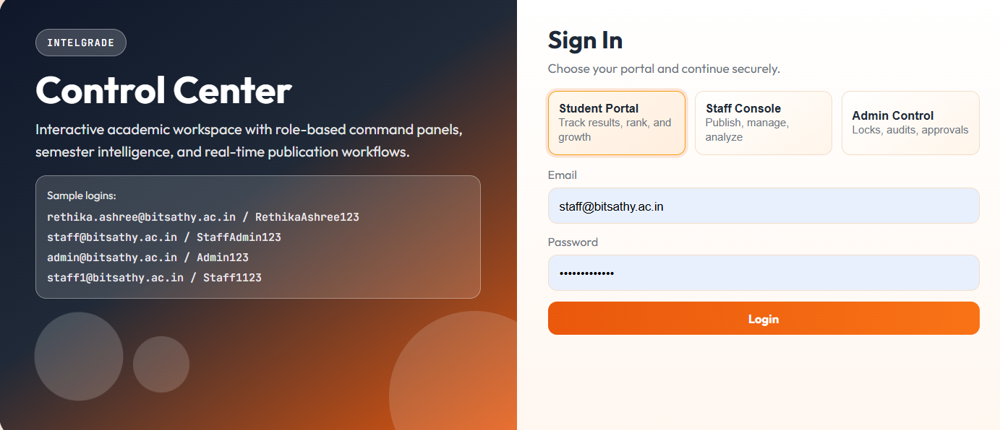 INTELGRADE
Control Center
Interactive academic workspace with role-based command panels,
semester intelligence, and real-time publication workflows.
Sample logins:
rethika.ashree@bitsathy.ac.in / RethikaAshree123
staff@bitsathy.ac.in / StaffAdmin123
admin@bitsathy.ac.in / Admin123
staff1@bitsathy.ac.in / Staff1123
Sign In
Choose your portal and continue securely.
Student Portal
Track results, rank, and
growth
Staff Console
Publish, manage,
analyze
Admin Control
Locks, audits, approvals
Email
staff@bitsathy.ac.in
Password
•••••••••••••
Login